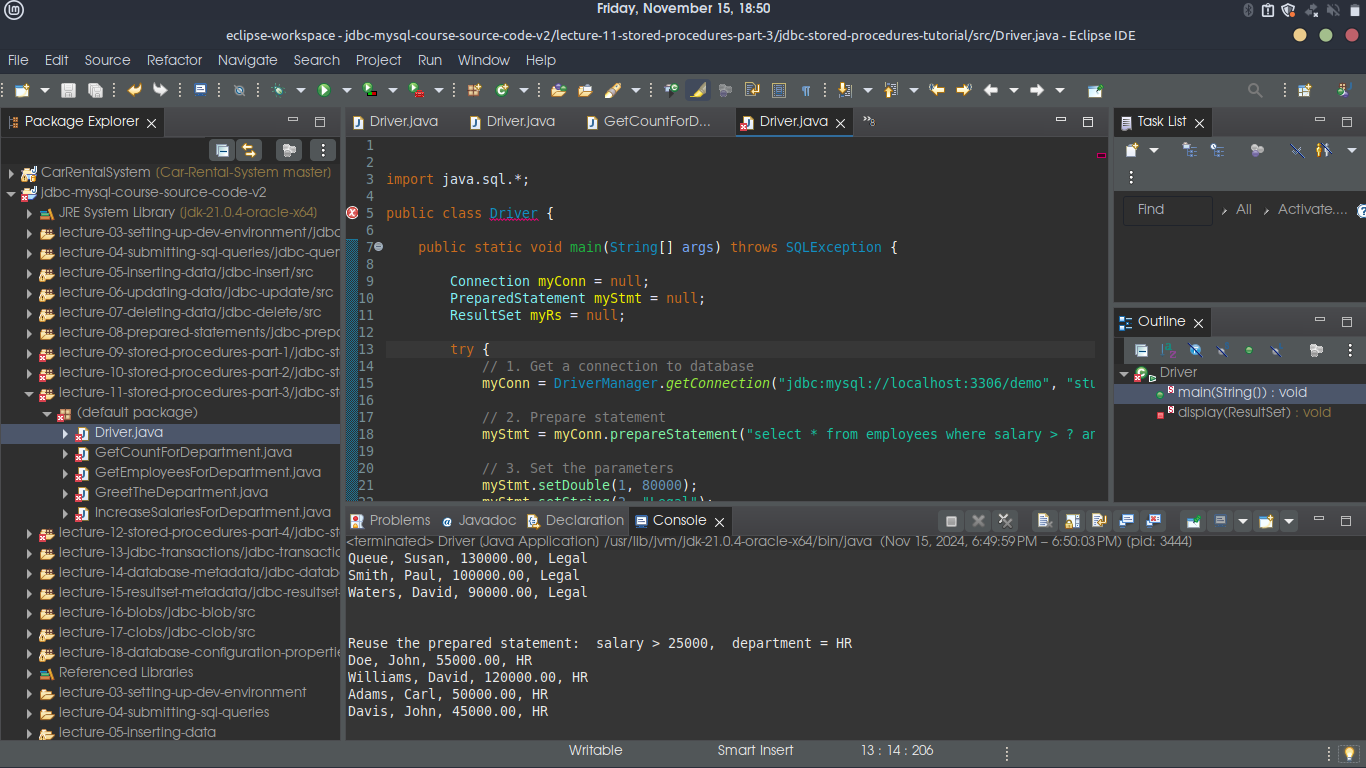 Friday, November 15, 18:50
eclipse-workspace - jdbc-mysql-course-source-code-v2/lecture-11-stored-procedures-part-3/jdbc-stored-procedures-tutorial/src/Driver.java - Eclipse IDE
File Edit Source Refactor Navigate Search Project Run Window Help
Package Explorer
CarRentalSystem [Car-Rental-System master]
jdbc-mysql-course-source-code-v2
JRE System Library [jdk-21.0.4-oracle-x64]
lecture-03-setting-up-dev-environment/jdbc
lecture-04-submitting-sql-queries/jdbc-quer
lecture-05-inserting-data/jdbc-insert/src
lecture-06-updating-data/jdbc-update/src
lecture-07-deleting-data/jdbc-delete/src
lecture-08-prepared-statements/jdbc-prepa
lecture-09-stored-procedures-part-1/jdbc-st
lecture-10-stored-procedures-part-2/jdbc-st
lecture-11-stored-procedures-part-3/jdbc-st
(default package)
Driver.java
GetCountForDepartment.java
GetEmployeesForDepartment.java
GreetTheDepartment.java
IncreaseSalariesForDepartment.java
lecture-12-stored-procedures-part-4/jdbc-st
lecture-13-jdbc-transactions/jdbc-transactic
lecture-14-database-metadata/jdbc-datab
lecture-15-resultset-metadata/jdbc-resultset-
lecture-16-blobs/jdbc-blob/src
lecture-17-clobs/jdbc-clob/src
lecture-18-database-configuration-propertie
Referenced Libraries
lecture-03-setting-up-dev-environment
lecture-04-submitting-sql-queries
lecture-05-inserting-data
Driver.java Driver.java GetCountForD... Driver.java »8
1
2
3 import java.sql.*;
4
5 public class Driver {
6
7 public static void main(String[] args) throws SQLException {
8
9 Connection myConn = null;
10 PreparedStatement myStmt = null;
11 ResultSet myRs = null;
12
13 try {
14 // 1. Get a connection to database
15 myConn = DriverManager.getConnection("jdbc:mysql://localhost:3306/demo", "stu
16
17 // 2. Prepare statement
18 myStmt = myConn.prepareStatement("select * from employees where salary > ? an
19
20 // 3. Set the parameters
21 myStmt.setDouble(1, 80000);
22 myStmt.setString(2, "Legal");
Task List
Find All Activate....
Outline
Driver
main(String[]) : void
display(ResultSet) : void
Problems Javadoc Declaration Console
<terminated> Driver [Java Application] /usr/lib/jvm/jdk-21.0.4-oracle-x64/bin/java (Nov 15, 2024, 6:49:59 PM – 6:50:03 PM) [pid: 3444]
Queue, Susan, 130000.00, Legal
Smith, Paul, 100000.00, Legal
Waters, David, 90000.00, Legal
Reuse the prepared statement:  salary > 25000,  department = HR
Doe, John, 55000.00, HR
Williams, David, 120000.00, HR
Adams, Carl, 50000.00, HR
Davis, John, 45000.00, HR
Writable Smart Insert 13 : 14 : 206